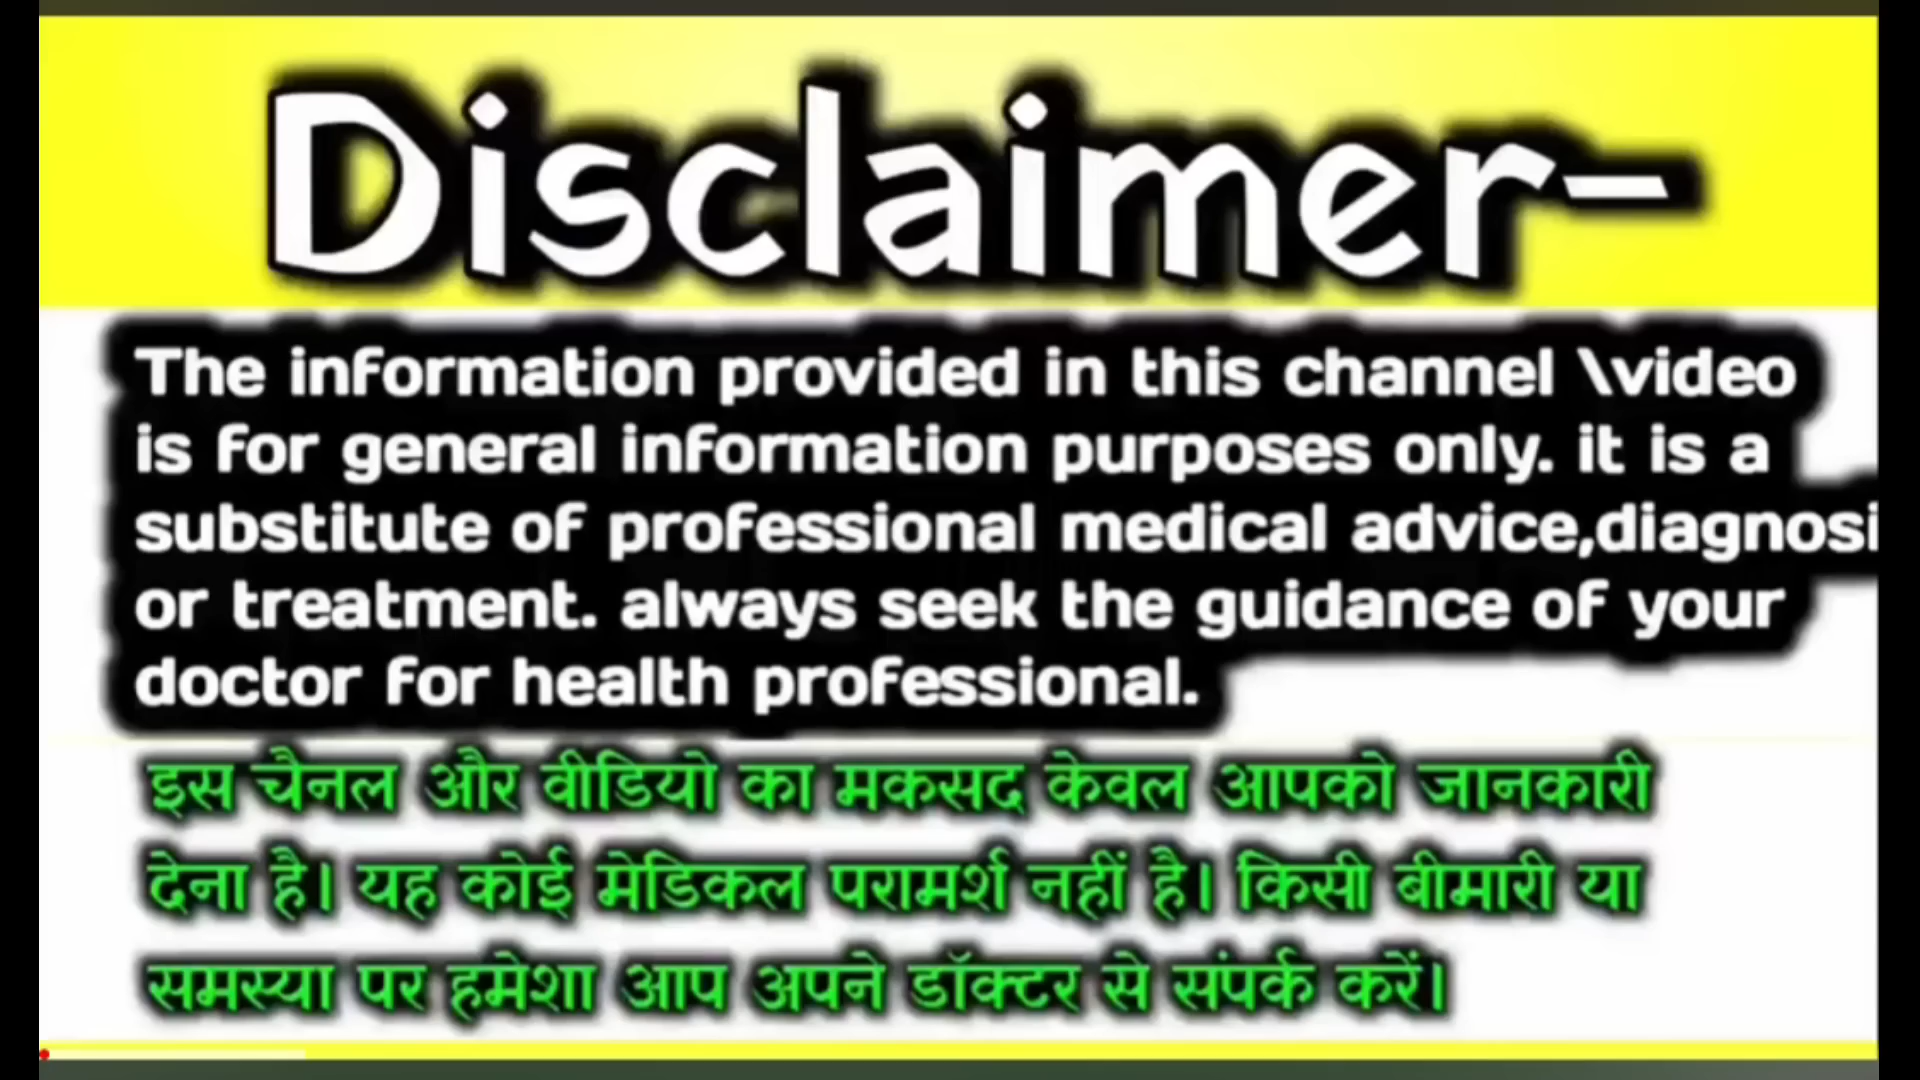 Disclaimer-
The information provided in this channel \video
is for general information purposes only. it is a
substitute of professional medical advice,diagnosi
or treatment. always seek the guidance of your
doctor for health professional.
इस चैनल और वीडियो का मकसद केवल आपको जानकारी
देना है। यह कोई मेडिकल परामर्श नहीं है। किसी बीमारी या
समस्या पर हमेशा आप अपने डॉक्टर से संपर्क करें।